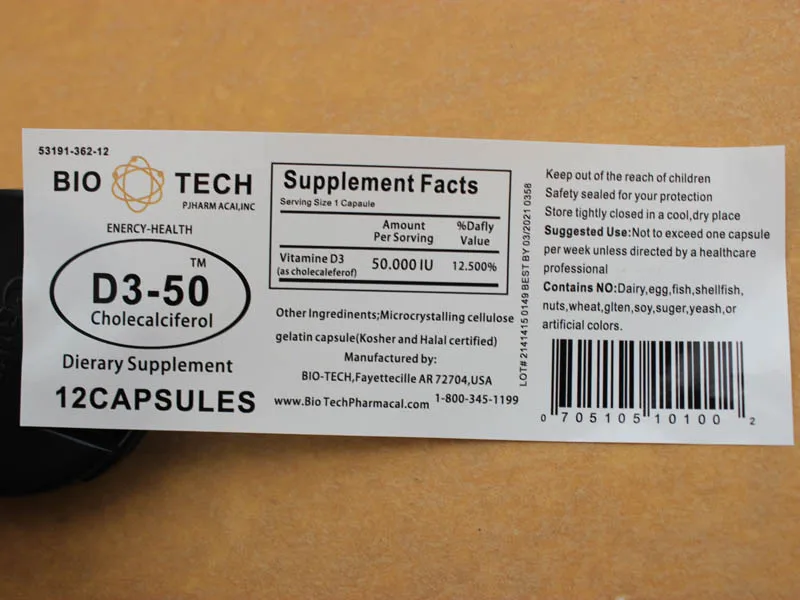 53191-362-12
BIO TECH
PJHARM ACAI,INC
ENERCY-HEALTH
TM
D3-50
Cholecalciferol
Dierary Supplement
12CAPSULES
Supplement Facts
Serving Size 1 Capsuie
Amount
Per Sorving
%Dafly
Value
Vitamine D3
(as cholecaleferof)
50.000 IU
12.500%
Other Ingredinents;Microcrystalling cellulose
gelatin capsule(Kosher and Halal certified)
Manufactured by:
BIO-TECH,Fayettecille AR 72704,USA
www.Bio TechPharmacal.com 1-800-345-1199
LOT# 21414150149 BEST BY 03/2021 0358
Keep out of the reach of children
Safety sealed for your protection
Store tightly closed in a cool,dry place
Suggested Use:Not to exceed one capsule
per week unless directed by a healthcare
professional
Contains NO:Dairy,egg,fish,shellfish,
nuts,wheat,glten,soy,suger,yeash,or
artificial colors.
0 705105 10100 2